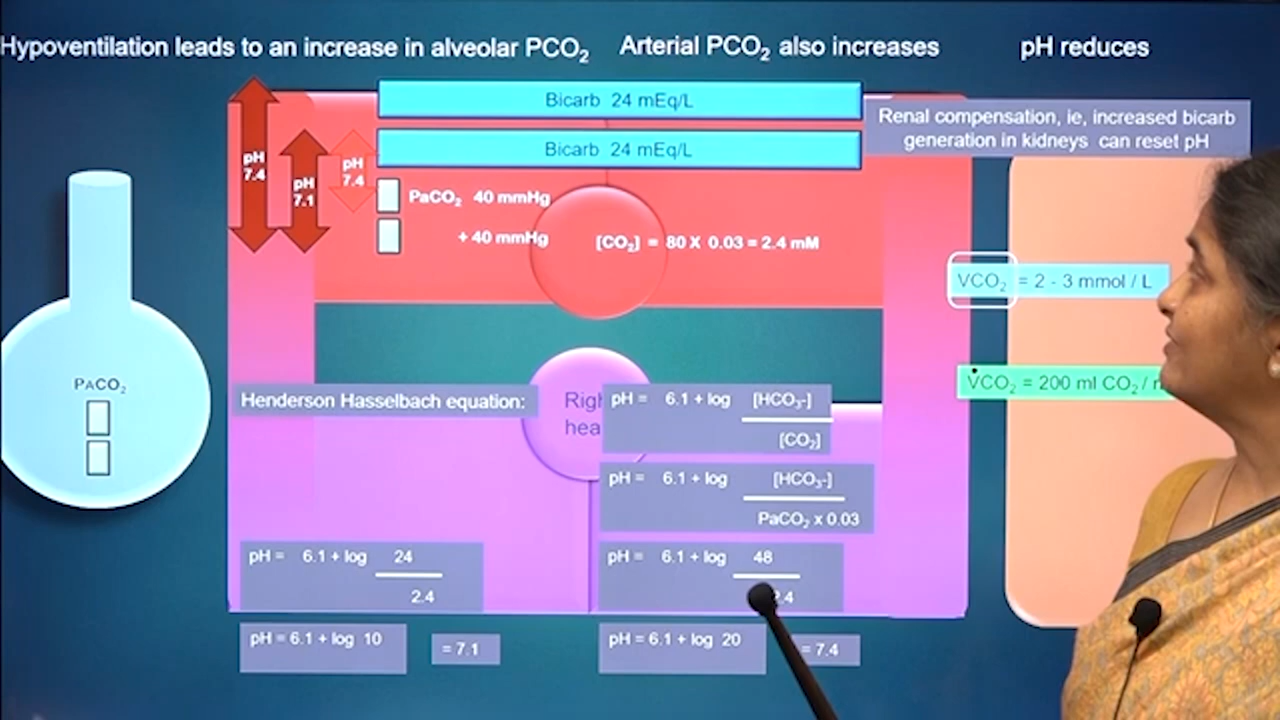 Hypoventilation leads to an increase in alveolar PCO₂
Arterial PCO₂ also increases
pH reduces
Bicarb 24 mEq/L
Bicarb 24 mEq/L
Renal compensation, ie, increased bicarb
generation in kidneys can reset pH
pH
7.4
pH
7.1
pH
7.4
PaCO₂ 40 mmHg
+ 40 mmHg
[CO₂] = 80 X 0.03 = 2.4 mM
VCO₂ = 2 - 3 mmol / L
V̇CO₂ = 200 ml CO₂ /
PACO₂
Henderson Hasselbach equation:
hea
pH = 6.1 + log [HCO₃-]
[CO₂]
pH = 6.1 + log [HCO₃-]
PaCO₂ x 0.03
pH = 6.1 + log 24
2.4
pH = 6.1 + log 48
2.4
pH = 6.1 + log 10
= 7.1
pH = 6.1 + log 20
= 7.4